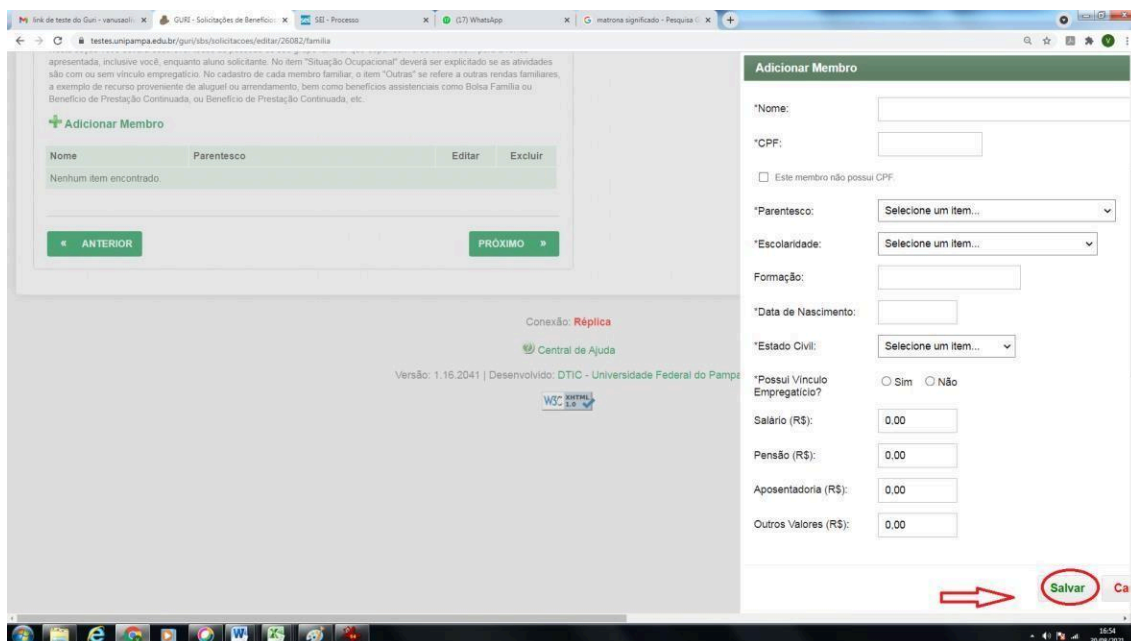 link de teste do Guri - vanusaoli
GURI - Solicitações de Benefício
SEI - Processo
(17) WhatsApp
matrona significado - Pesquisa G
testes.unipampa.edu.br/guri/sbs/solicitacoes/editar/26082/familia
apresentada, inclusive você, enquanto aluno solicitante. No item "Situação Ocupacional" deverá ser explicitado se as atividades
são com ou sem vínculo empregatício. No cadastro de cada membro familiar, o item "Outras" se refere a outras rendas familiares,
a exemplo de recurso proveniente de aluguel ou arrendamento, bem como benefícios assistenciais como Bolsa Família ou
Benefício de Prestação Continuada, ou Benefício de Prestação Continuada, etc.
Adicionar Membro
Nome Parentesco Editar Excluir
Nenhum item encontrado.
« ANTERIOR PRÓXIMO »
Conexão: Réplica
Central de Ajuda
Versão: 1.16.2041 | Desenvolvido: DTIC - Universidade Federal do Pampa
W3C XHTML 1.0
Adicionar Membro
*Nome:
*CPF:
Este membro não possui CPF.
*Parentesco: Selecione um item...
*Escolaridade: Selecione um item...
Formação:
*Data de Nascimento:
*Estado Civil: Selecione um item...
*Possui Vínculo
Empregatício? Sim Não
Salário (R$): 0,00
Pensão (R$): 0,00
Aposentadoria (R$): 0,00
Outros Valores (R$): 0,00
Salvar Ca
16:54
20/08/2021